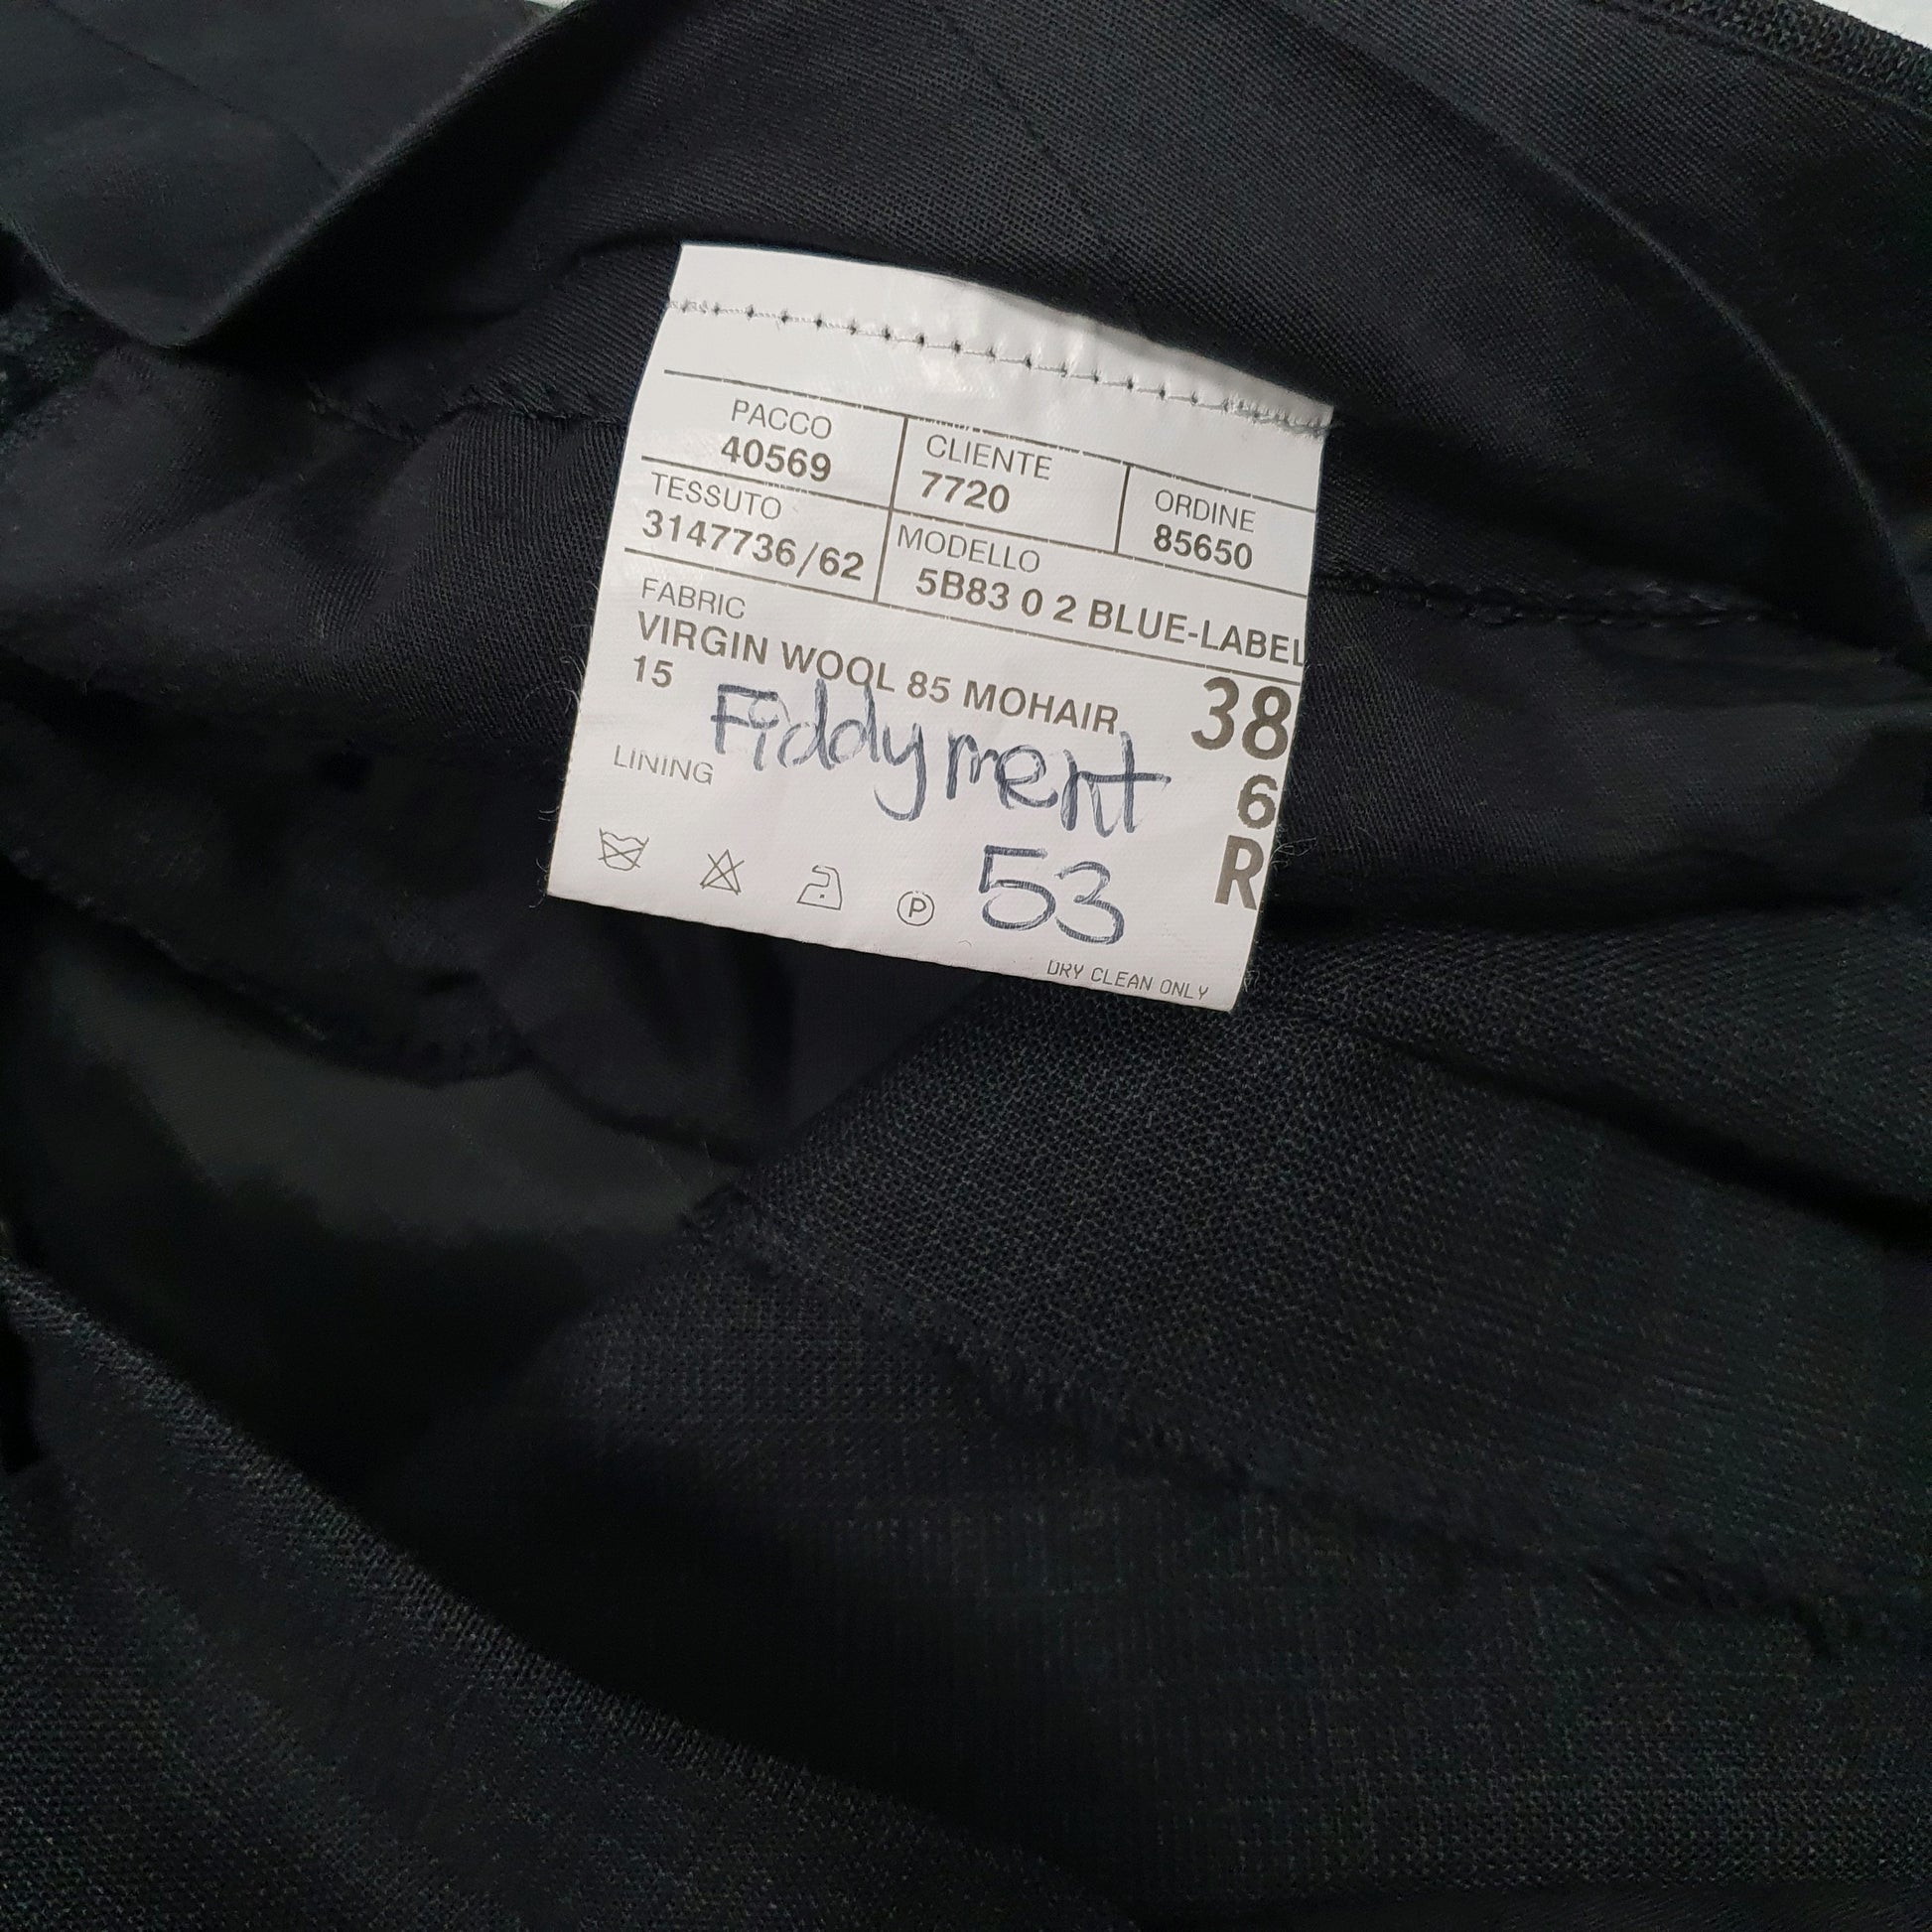 PACCO CLIENTE ORDINE
40569 7720 85650
TESSUTO MODELLO
3147736/62 5B83 0 2 BLUE-LABEL
FABRIC
VIRGIN WOOL 85 MOHAIR 38
15
Fiddyment
LINING 6
R
P
53
DRY CLEAN ONLY